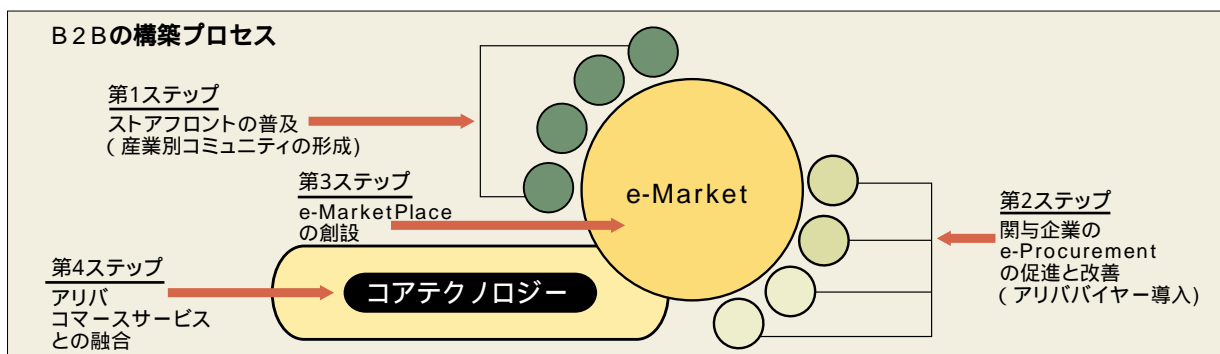 B2Bの構築プロセス
第1ステップ
ストアフロントの普及
(産業別コミュニティの形成)
第3ステップ
e-MarketPlace
の創設
e-Market
第2ステップ
関与企業の
e-Procurement
の促進と改善
(アリババイヤー導入)
第4ステップ
アリバ
コマースサービス
との融合
コアテクノロジー